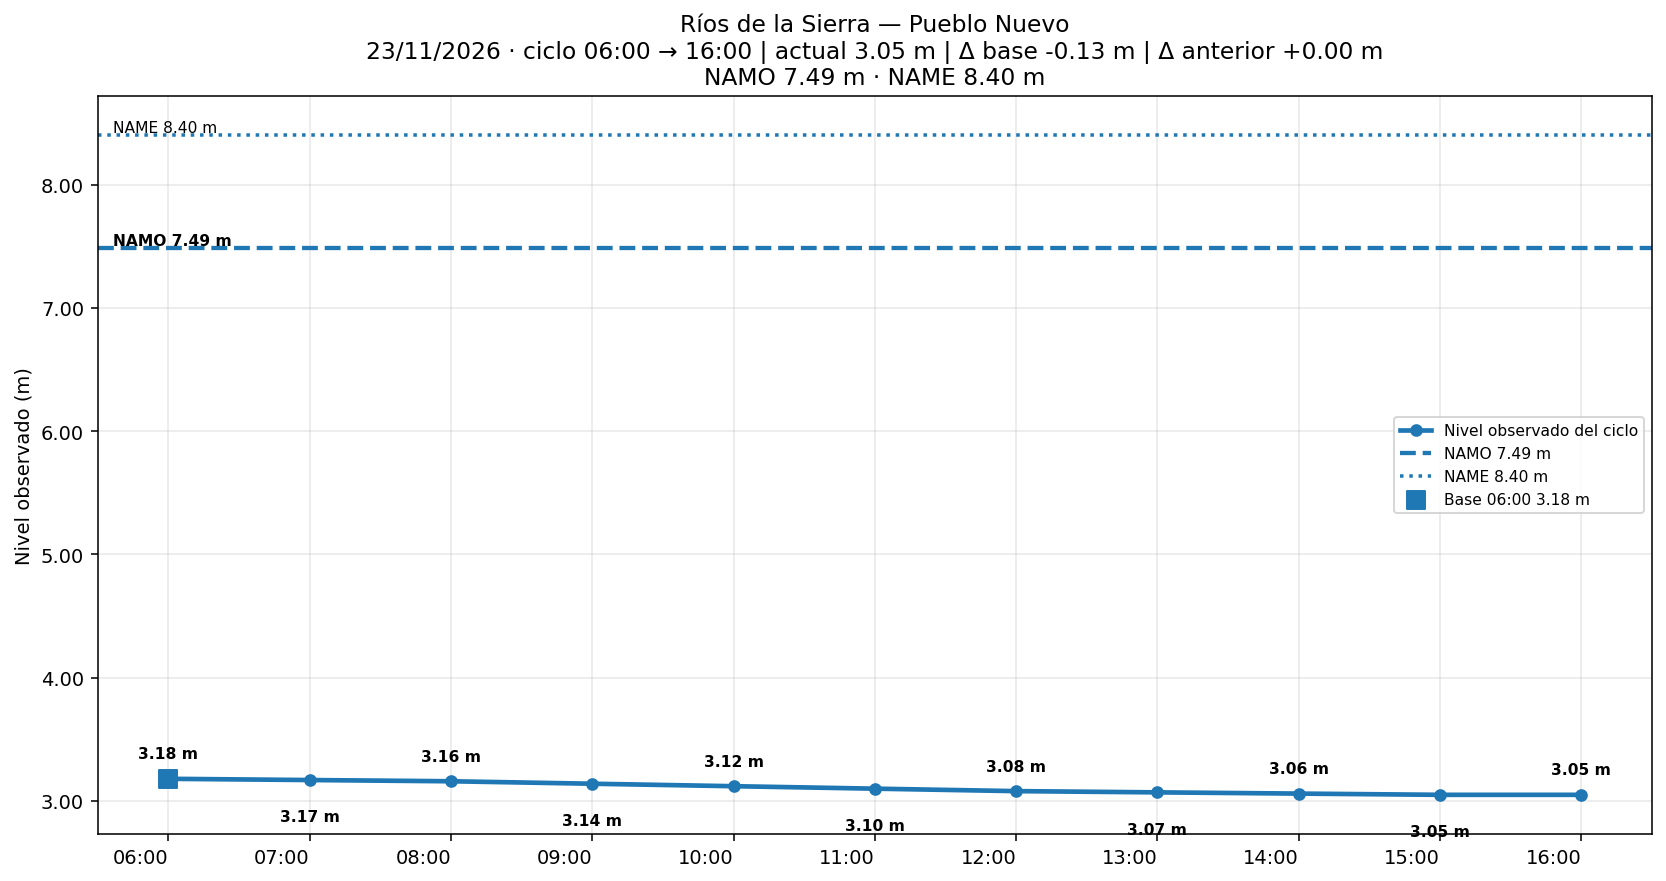 Ríos de la Sierra — Pueblo Nuevo
23/11/2026 · ciclo 06:00 → 16:00 | actual 3.05 m | Δ base -0.13 m | Δ anterior +0.00 m
NAMO 7.49 m · NAME 8.40 m
NAME 8.40 m
8.00
NAMO 7.49 m
7.00
Nivel observado (m)
6.00
Nivel observado del ciclo
NAMO 7.49 m
NAME 8.40 m
Base 06:00 3.18 m
5.00
4.00
3.18 m
3.16 m
3.12 m
3.08 m
3.06 m
3.05 m
3.00
3.17 m
3.14 m
3.10 m
3.07 m
3.05 m
06:00 07:00 08:00 09:00 10:00 11:00 12:00 13:00 14:00 15:00 16:00